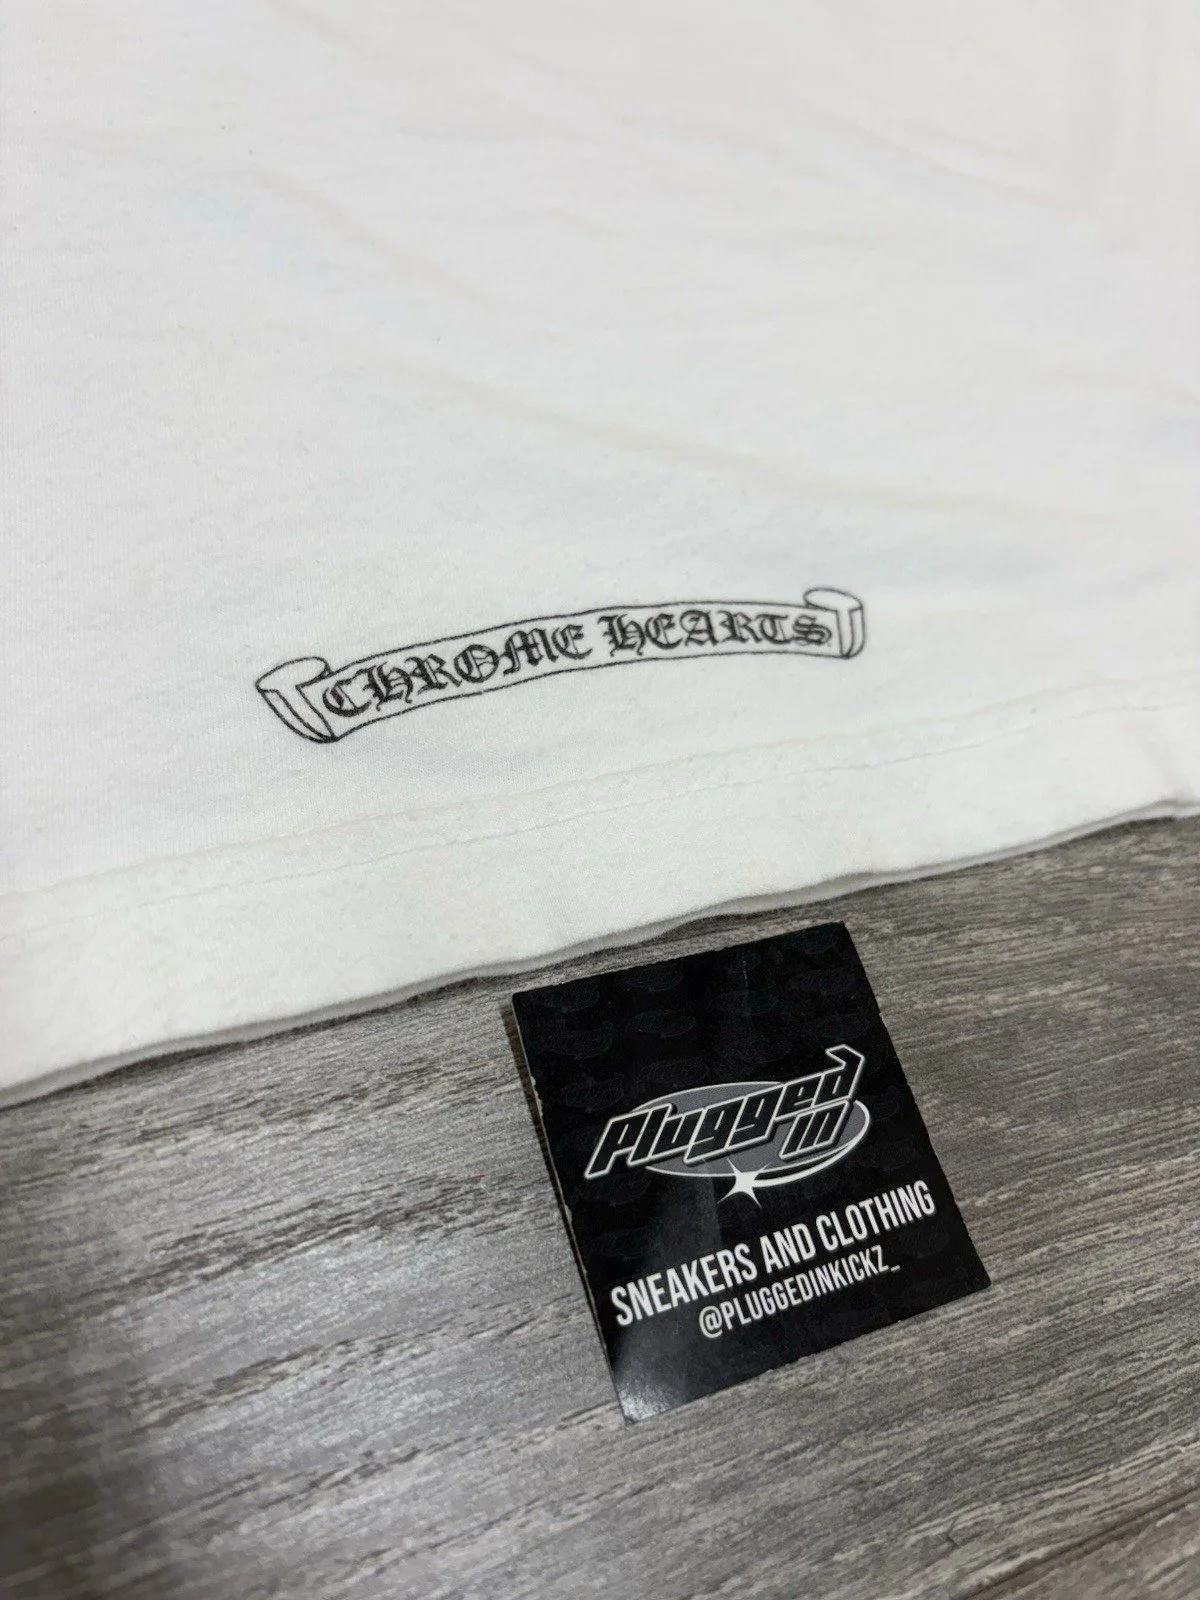 CHROME HEARTS
Plugged
in
SNEAKERS AND CLOTHING
@PLUGGEDINKICKZ_